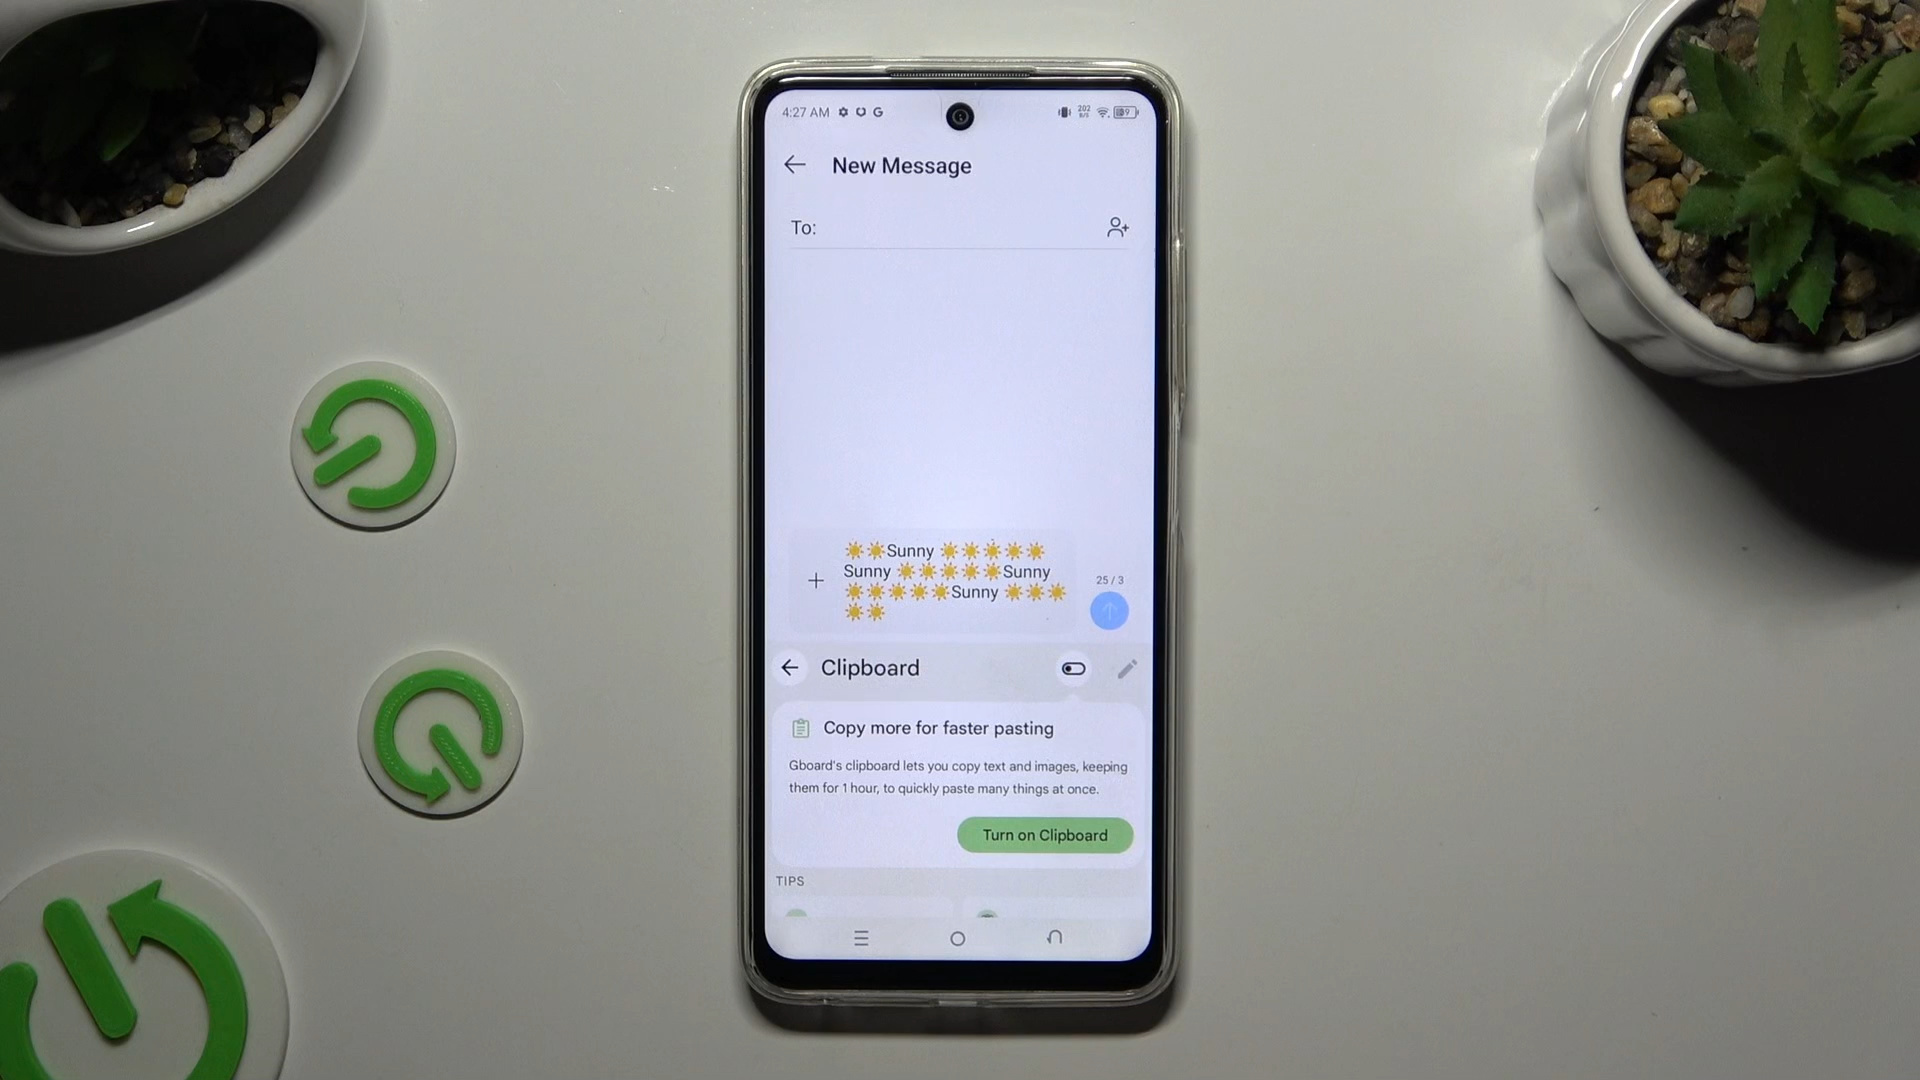 4:27 AM
202
B/S
New Message
To:
☀️☀️Sunny ☀️☀️☀️☀️☀️
Sunny ☀️☀️☀️☀️☀️Sunny
☀️☀️☀️☀️☀️Sunny ☀️☀️☀️
☀️☀️
25 / 3
Clipboard
Copy more for faster pasting
Gboard's clipboard lets you copy text and images, keeping
them for 1 hour, to quickly paste many things at once.
Turn on Clipboard
TIPS